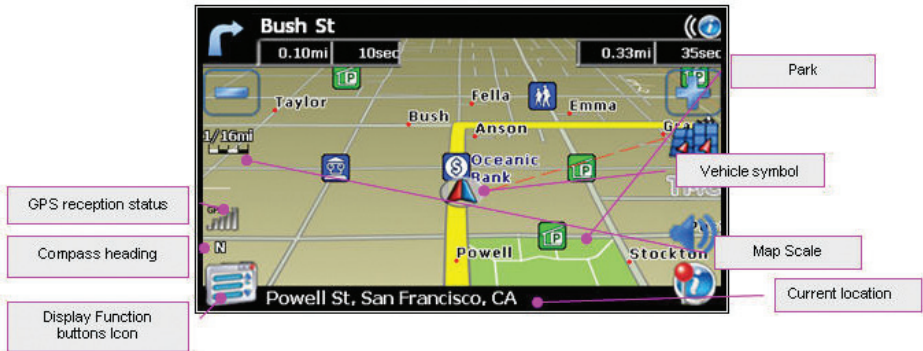 Bush St
0.10mi 10sec 0.33mi 35sec
Park
Taylor
Fella
Emma
Bush
Anson
1/16mi
Oceanic
Bank
Vehicle symbol
GPS reception status
GPS
Compass heading
N
Powell
Stockton
Map Scale
Powell St, San Francisco, CA
Current location
Display Function
buttons Icon